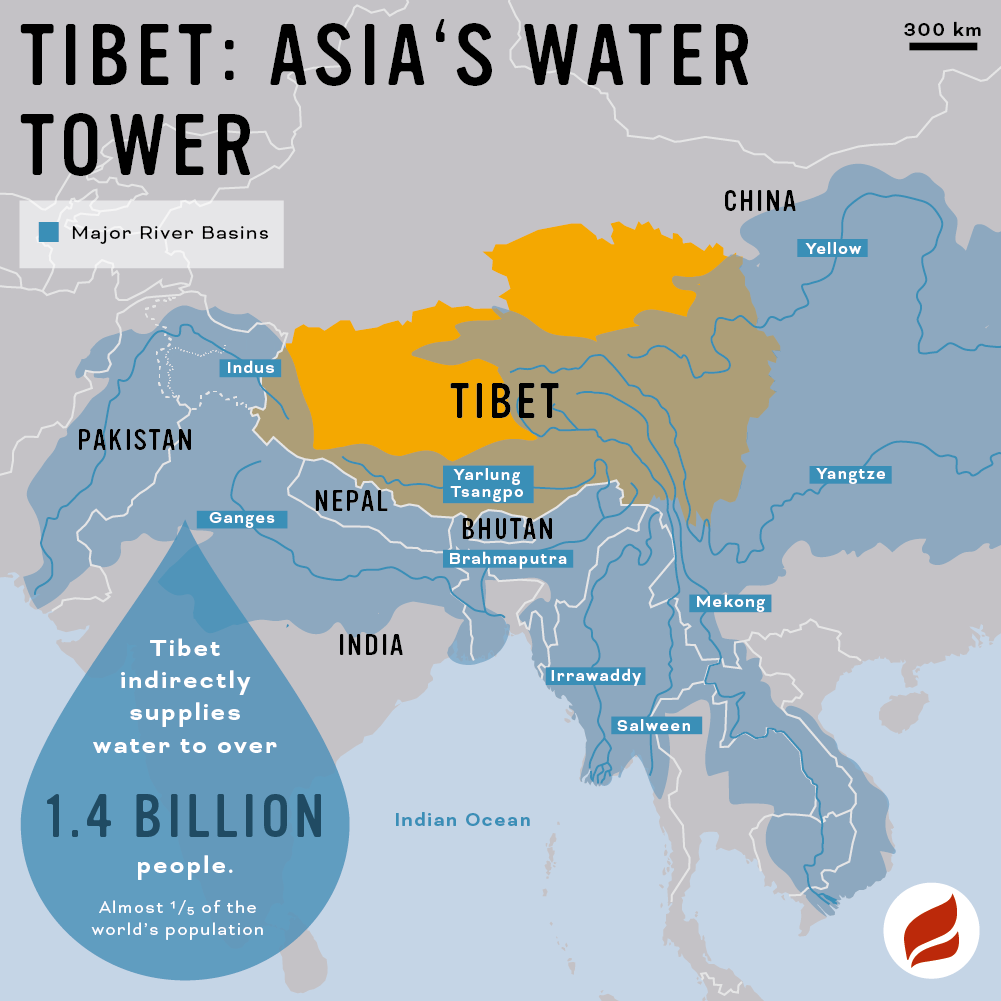 TIBET: ASIA‘S WATER
TOWER
300 km
Major River Basins
CHINA
Yellow
Indus
TIBET
PAKISTAN
Yarlung
Tsangpo
Yangtze
NEPAL
Ganges
BHUTAN
Brahmaputra
Mekong
INDIA
Irrawaddy
Salween
Indian Ocean
Tibet
indirectly
supplies
water to over
1.4 BILLION
people.
Almost ¹/₅ of the
world's population